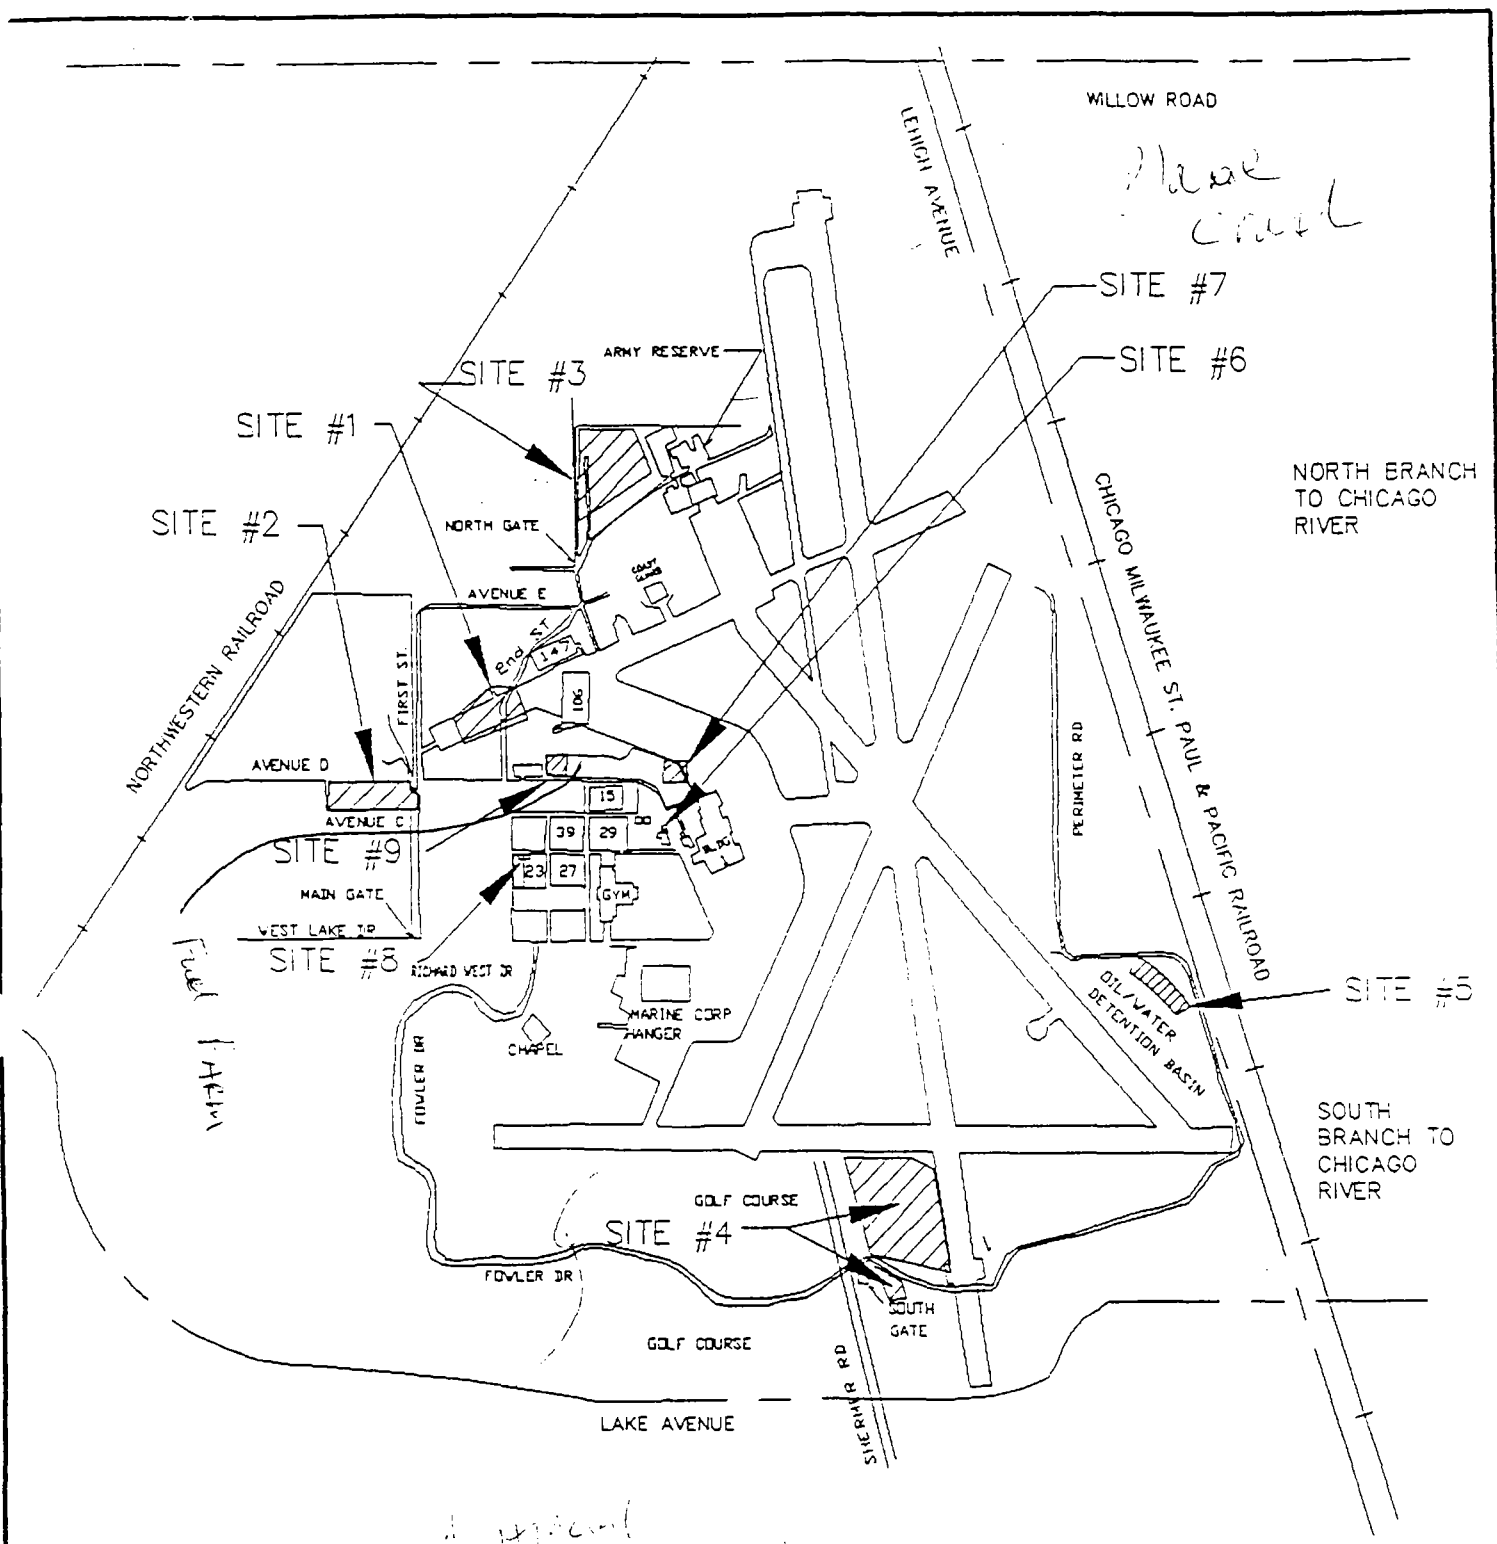 WILLOW ROAD
LEHIGH AVENUE
SITE #7
ARMY RESERVE
SITE #3
SITE #6
SITE #1
NORTH BRANCH
TO CHICAGO
RIVER
SITE #2
NORTH GATE
CHICAGO MILWAUKEE ST. PAUL & PACIFIC RAILROAD
COAST
GUARD
AVENUE E
NORTHWESTERN RAILROAD
2nd ST.
147
FIRST ST.
106
PERIMETER RD
AVENUE D
15
AVENUE C
39
29
BLDG
SITE #9
23
27
MAIN GATE
GYM
WEST LAKE DR
SITE #8
RICHARD WEST DR
Fuel FARM
SITE #5
OIL/WATER
DETENTION BASIN
MARINE CORP
HANGER
CHAPEL
FOWLER DR
SOUTH
BRANCH TO
CHICAGO
RIVER
GOLF COURSE
SITE #4
FOWLER DR
SOUTH
GATE
GOLF COURSE
SHERMER RD
LAKE AVENUE